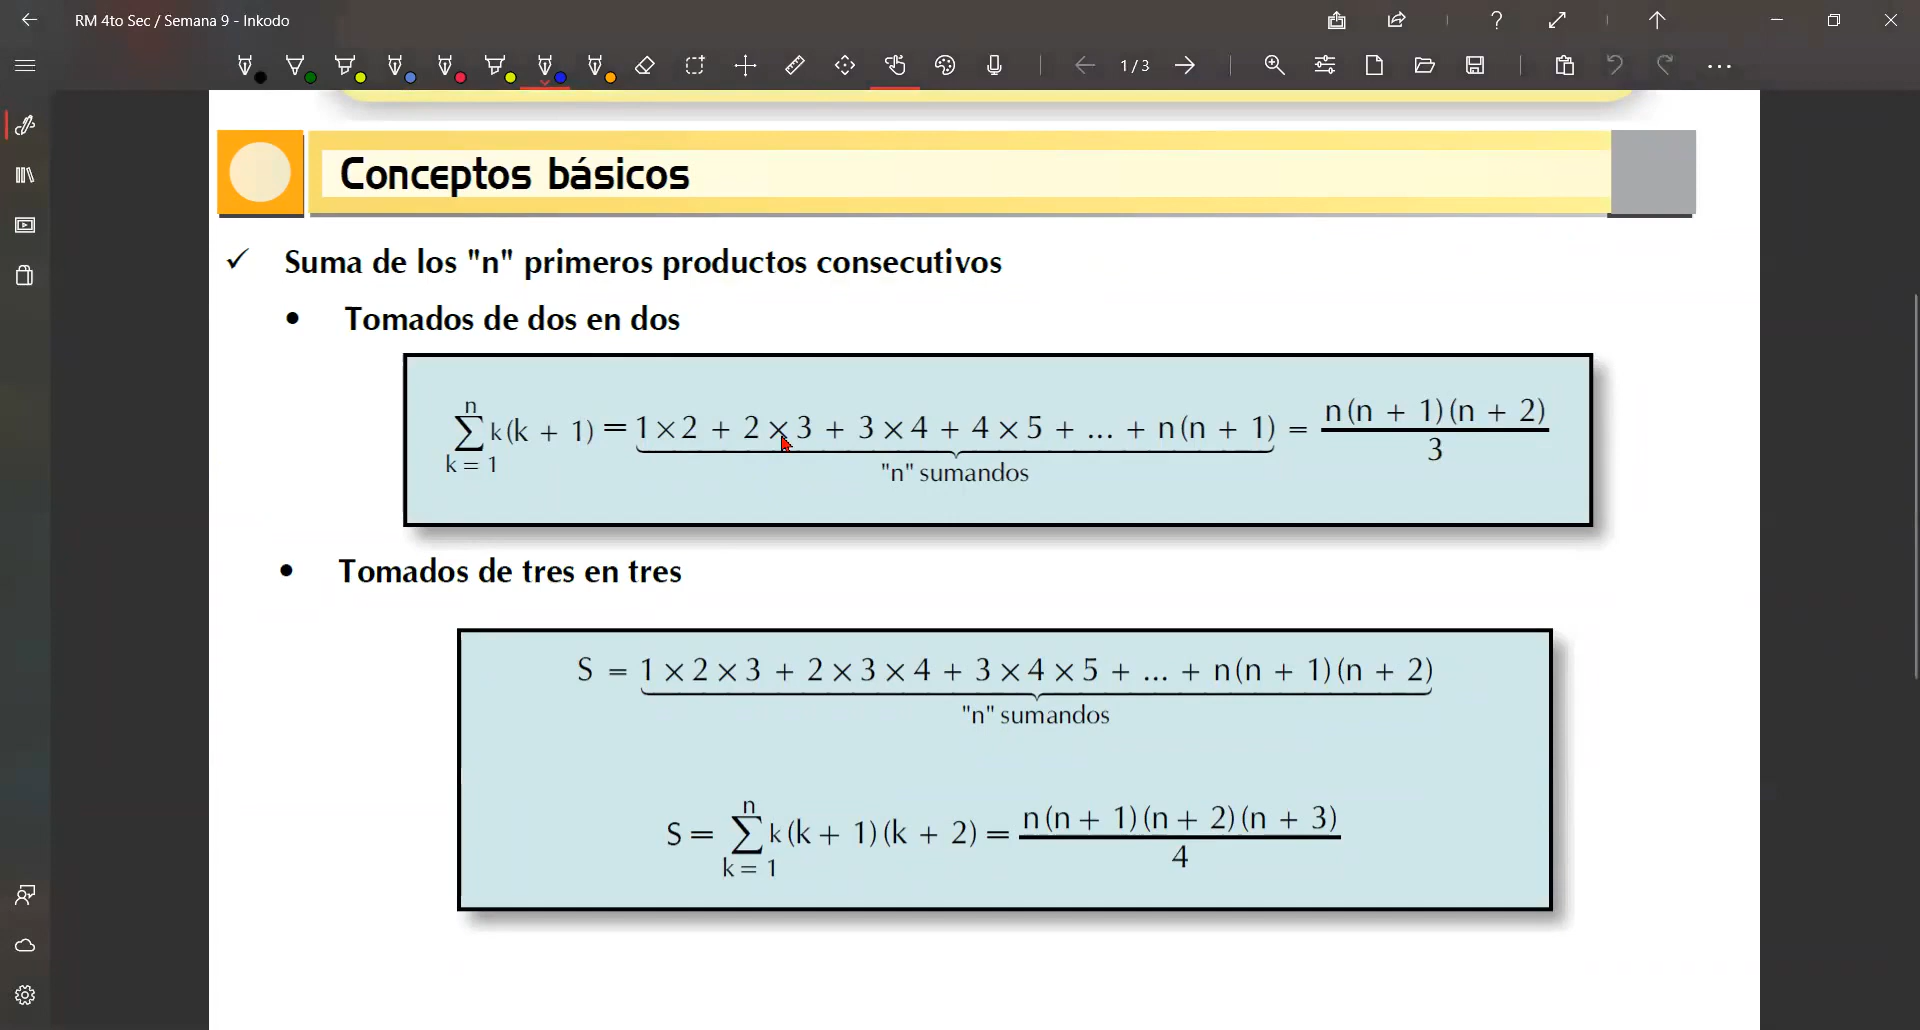 RM 4to Sec / Semana 9 - Inkodo
1 / 3
Conceptos básicos
✓ Suma de los "n" primeros productos consecutivos
• Tomados de dos en dos
n
∑ k(k + 1) = 1×2 + 2×3 + 3×4 + 4×5 + ... + n(n + 1) = n(n + 1)(n + 2) / 3
k = 1
"n" sumandos
• Tomados de tres en tres
S = 1×2×3 + 2×3×4 + 3×4×5 + ... + n(n + 1)(n + 2)
"n" sumandos
n
S = ∑ k(k + 1)(k + 2) = n(n + 1)(n + 2)(n + 3) / 4
k = 1